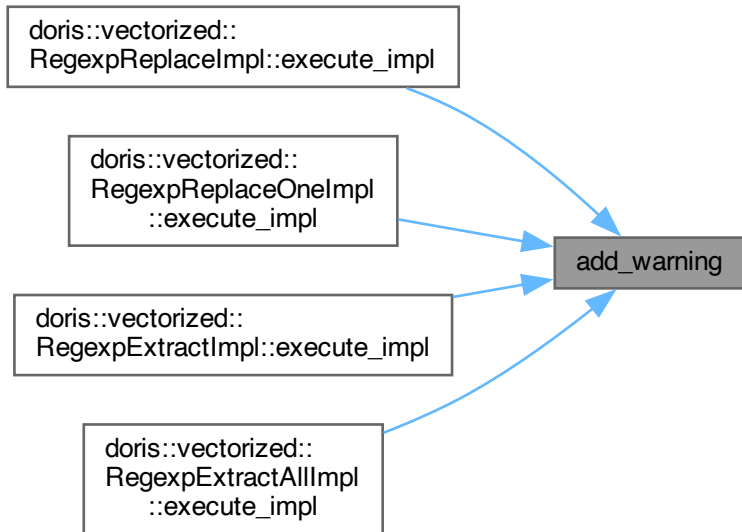 doris::vectorized::
RegexpReplaceImpl::execute_impl
doris::vectorized::
RegexpReplaceOneImpl
::execute_impl
add_warning
doris::vectorized::
RegexpExtractImpl::execute_impl
doris::vectorized::
RegexpExtractAllImpl
::execute_impl